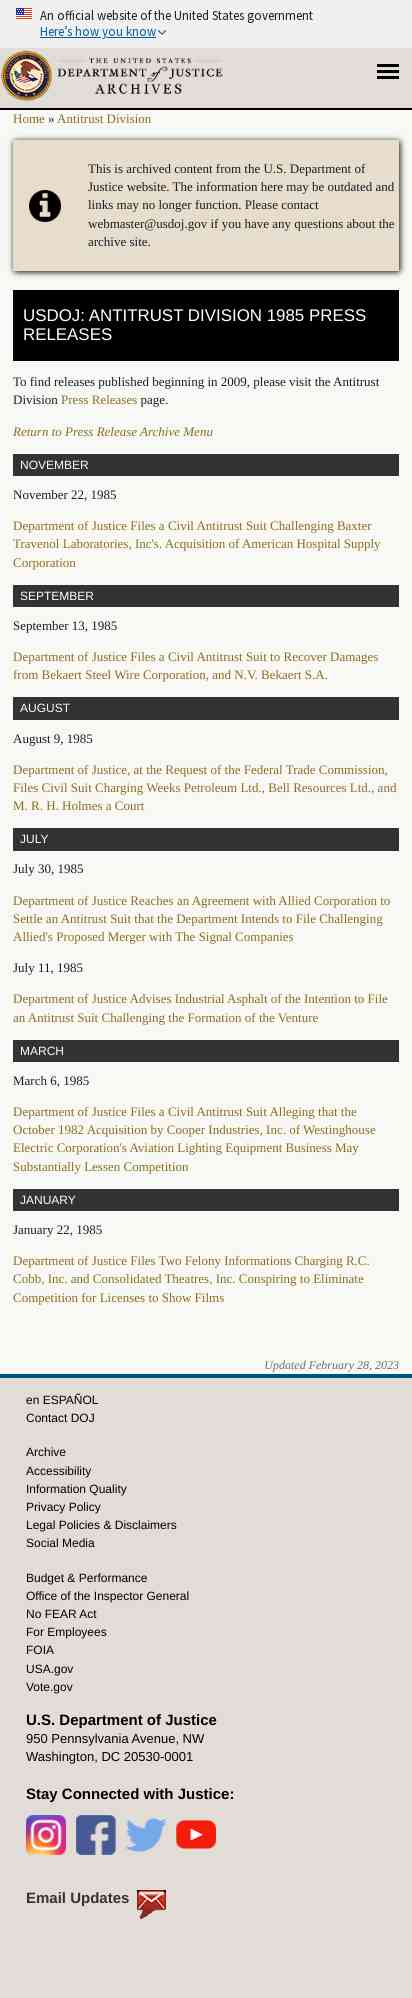 An official website of the United States government
Here's how you know
THE UNITED STATES
DEPARTMENT of JUSTICE
ARCHIVES
Home » Antitrust Division
This is archived content from the U.S. Department of
Justice website. The information here may be outdated and
links may no longer function. Please contact
webmaster@usdoj.gov if you have any questions about the
archive site.
USDOJ: ANTITRUST DIVISION 1985 PRESS
RELEASES
To find releases published beginning in 2009, please visit the Antitrust
Division Press Releases page.
Return to Press Release Archive Menu
NOVEMBER
November 22, 1985
Department of Justice Files a Civil Antitrust Suit Challenging Baxter
Travenol Laboratories, Inc's. Acquisition of American Hospital Supply
Corporation
SEPTEMBER
September 13, 1985
Department of Justice Files a Civil Antitrust Suit to Recover Damages
from Bekaert Steel Wire Corporation, and N.V. Bekaert S.A.
AUGUST
August 9, 1985
Department of Justice, at the Request of the Federal Trade Commission,
Files Civil Suit Charging Weeks Petroleum Ltd., Bell Resources Ltd., and
M. R. H. Holmes a Court
JULY
July 30, 1985
Department of Justice Reaches an Agreement with Allied Corporation to
Settle an Antitrust Suit that the Department Intends to File Challenging
Allied's Proposed Merger with The Signal Companies
July 11, 1985
Department of Justice Advises Industrial Asphalt of the Intention to File
an Antitrust Suit Challenging the Formation of the Venture
MARCH
March 6, 1985
Department of Justice Files a Civil Antitrust Suit Alleging that the
October 1982 Acquisition by Cooper Industries, Inc. of Westinghouse
Electric Corporation's Aviation Lighting Equipment Business May
Substantially Lessen Competition
JANUARY
January 22, 1985
Department of Justice Files Two Felony Informations Charging R.C.
Cobb, Inc. and Consolidated Theatres, Inc. Conspiring to Eliminate
Competition for Licenses to Show Films
Updated February 28, 2023
en ESPAÑOL
Contact DOJ
Archive
Accessibility
Information Quality
Privacy Policy
Legal Policies & Disclaimers
Social Media
Budget & Performance
Office of the Inspector General
No FEAR Act
For Employees
FOIA
USA.gov
Vote.gov
U.S. Department of Justice
950 Pennsylvania Avenue, NW
Washington, DC 20530-0001
Stay Connected with Justice:
Email Updates